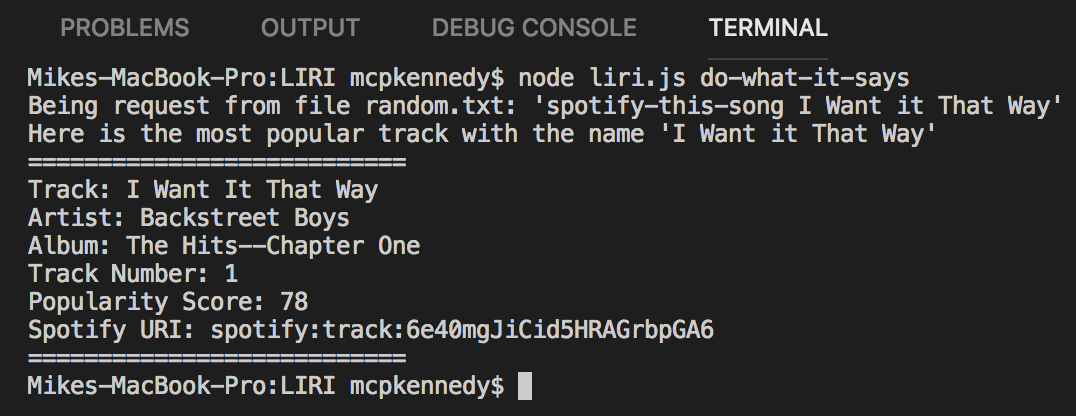 PROBLEMS OUTPUT DEBUG CONSOLE TERMINAL
Mikes-MacBook-Pro:LIRI mcpkennedy$ node liri.js do-what-it-says
Being request from file random.txt: 'spotify-this-song I Want it That Way'
Here is the most popular track with the name 'I Want it That Way'
===========================
Track: I Want It That Way
Artist: Backstreet Boys
Album: The Hits--Chapter One
Track Number: 1
Popularity Score: 78
Spotify URI: spotify:track:6e40mgJiCid5HRAGrbpGA6
===========================
Mikes-MacBook-Pro:LIRI mcpkennedy$